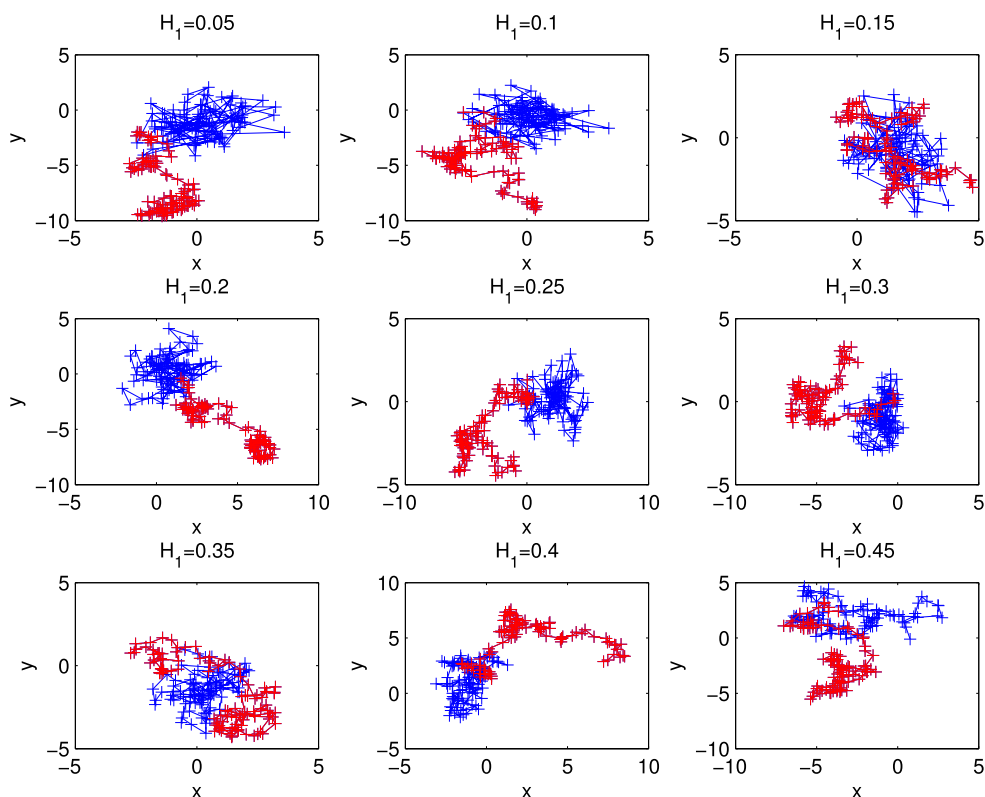 H1=0.05 H1=0.1 H1=0.15
5 5 5
0 0
−5 −5 0
−10 −10 −5
y y y
−5 0 5 −5 0 5 −5 0 5
x x x
H1=0.2 H1=0.25 H1=0.3
5 5 5
0
−5 0 0
−10 −5 −5
y y y
−10 −5 0 5 10 −10 0 10 −10 −5 0 5
x x x
H1=0.35 H1=0.4 H1=0.45
5 10 5
5 0
0 0 −5
−5 −5 −10
y y y
−5 0 5 −10 −5 0 5 10 −10 −5 0 5
x x x